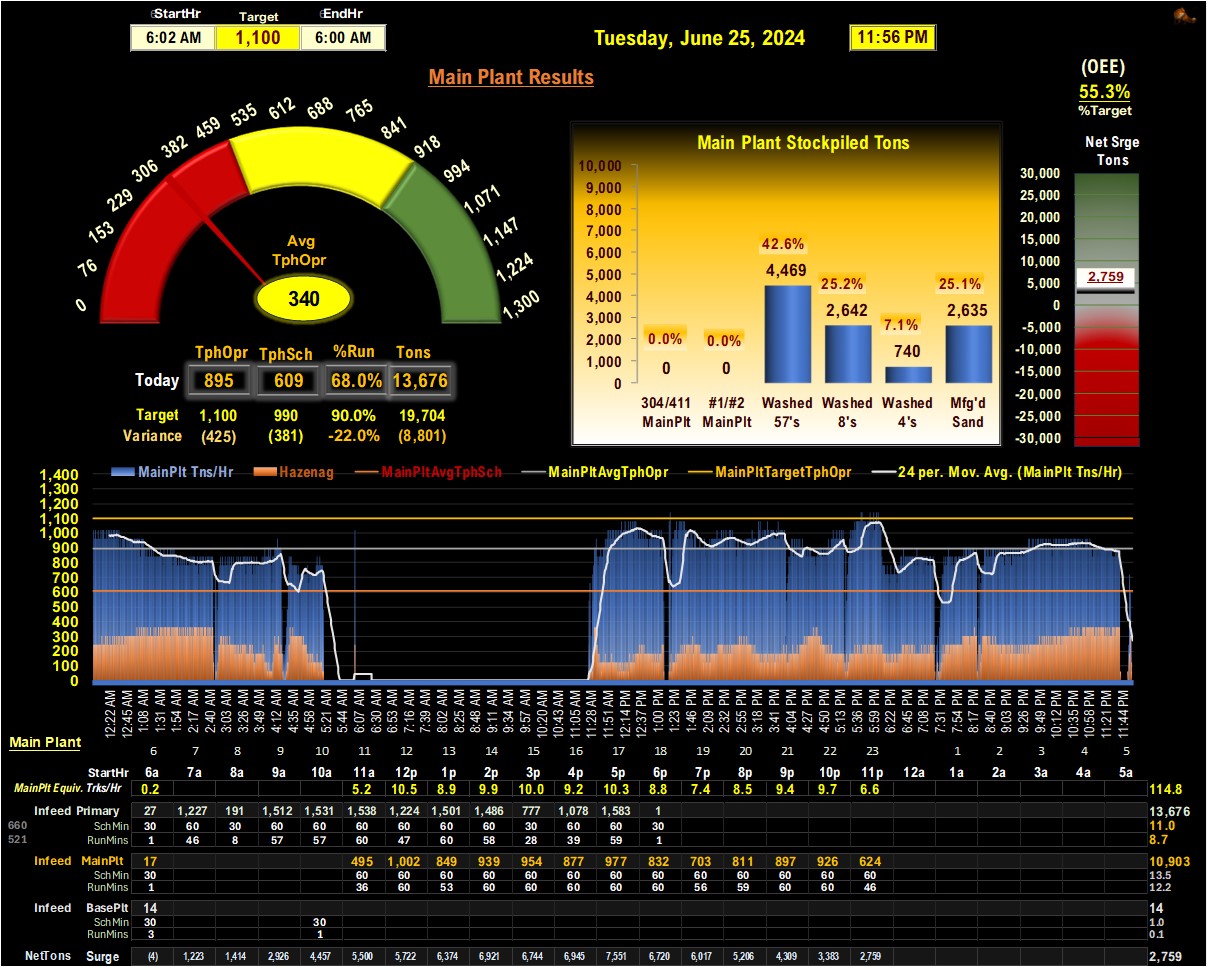 StartHr Target EndHr
6:02 AM 1,100 6:00 AM
Tuesday, June 25, 2024 11:56 PM
Main Plant Results
(OEE)
55.3%
%Target
Net Srge
Tons
0 76 153 229 306 382 459 535 612 688 765 841 918 994 1,071 1,147 1,224 1,300
Avg
TphOpr
340
TphOpr TphSch %Run Tons
Today 895 609 68.0% 13,676
Target 1,100 990 90.0% 19,704
Variance (425) (381) -22.0% (8,801)
Main Plant Stockpiled Tons
10,000
9,000
8,000
7,000
6,000
5,000
4,000
3,000
2,000
1,000
0
0.0% 0.0% 42.6% 25.2% 7.1% 25.1%
0 0 4,469 2,642 740 2,635
304/411 #1/#2 Washed Washed Washed Mfg'd
MainPlt MainPlt 57's 8's 4's Sand
30,000
25,000
20,000
15,000
10,000
5,000
0
-5,000
-10,000
-15,000
-20,000
-25,000
-30,000
2,759
MainPlt Tns/Hr Hazenag MainPltAvgTphSch MainPltAvgTphOpr MainPltTargetTphOpr 24 per. Mov. Avg. (MainPlt Tns/Hr)
1,400
1,300
1,200
1,100
1,000
900
800
700
600
500
400
300
200
100
0
12:22 AM 12:45 AM 1:08 AM 1:31 AM 1:54 AM 2:17 AM 2:40 AM 3:03 AM 3:26 AM 3:49 AM 4:12 AM 4:35 AM 4:58 AM 5:21 AM 5:44 AM 6:07 AM 6:30 AM 6:53 AM 7:16 AM 7:39 AM 8:02 AM 8:25 AM 8:48 AM 9:11 AM 9:34 AM 9:57 AM 10:20 AM 10:43 AM 11:05 AM 11:28 AM 11:51 AM 12:14 PM 12:37 PM 1:00 PM 1:23 PM 1:46 PM 2:09 PM 2:32 PM 2:55 PM 3:18 PM 3:41 PM 4:04 PM 4:27 PM 4:50 PM 5:13 PM 5:36 PM 5:59 PM 6:22 PM 6:45 PM 7:08 PM 7:31 PM 7:54 PM 8:17 PM 8:40 PM 9:03 PM 9:26 PM 9:49 PM 10:12 PM 10:35 PM 10:58 PM 11:21 PM 11:44 PM
Main Plant
6 7 8 9 10 11 12 13 14 15 16 17 18 19 20 21 22 23 1 2 3 4 5
StartHr 6a 7a 8a 9a 10a 11a 12p 1p 2p 3p 4p 5p 6p 7p 8p 9p 10p 11p 12a 1a 2a 3a 4a 5a
MainPlt Equiv. Trks/Hr 0.2 5.2 10.5 8.9 9.9 10.0 9.2 10.3 8.8 7.4 8.5 9.4 9.7 6.6 114.8
Infeed Primary 27 1,227 191 1,512 1,531 1,538 1,224 1,501 1,486 777 1,078 1,583 1 13,676
660 SchMin 30 60 30 60 60 60 60 60 60 30 60 60 30 11.0
521 RunMins 1 46 8 57 57 60 47 60 58 28 39 59 1 8.7
Infeed MainPlt 17 495 1,002 849 939 954 877 977 832 703 811 897 926 624 10,903
SchMin 30 60 60 60 60 60 60 60 60 60 60 60 60 60 13.5
RunMins 1 36 60 53 60 60 60 60 60 56 59 60 60 46 12.2
Infeed BasePlt 14 14
SchMin 30 30 1.0
RunMins 3 1 0.1
NetTons Surge (4) 1,223 1,414 2,926 4,457 5,500 5,722 6,374 6,921 6,744 6,945 7,551 6,720 6,017 5,206 4,309 3,383 2,759 2,759